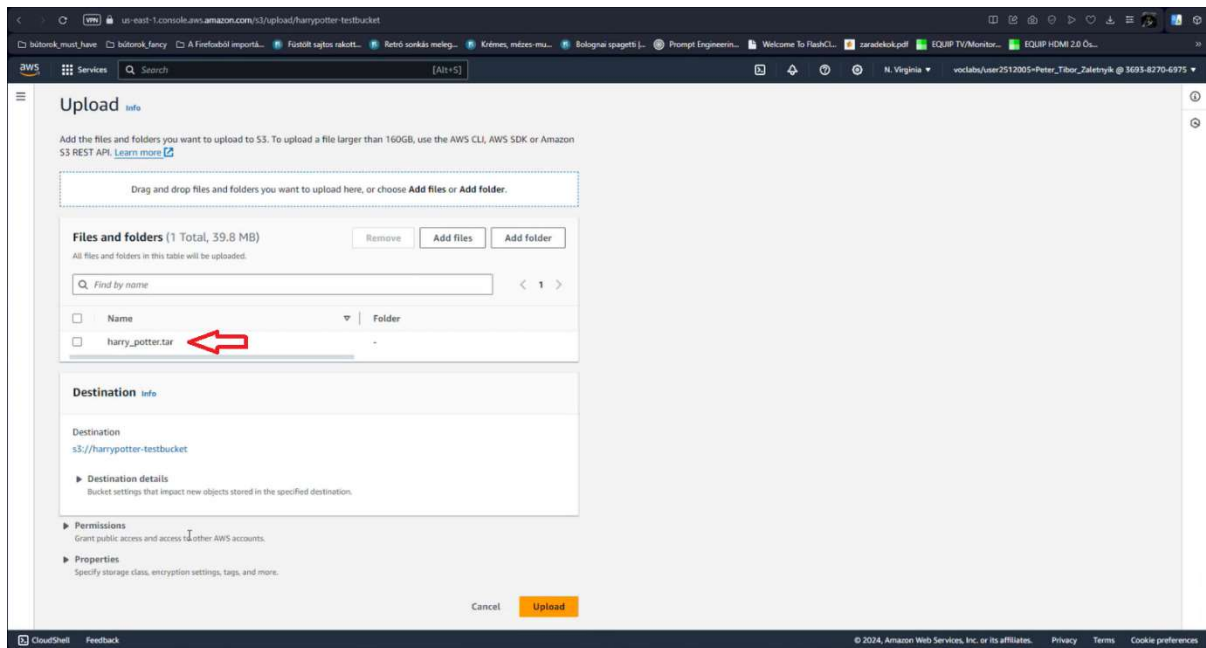 VPN us-east-1.console.aws.amazon.com/s3/upload/harrypotter-testbucket
bútorok_must_have bútorok_fancy A Firefoxból importá... Füstölt sajtos rakott... Retró sonkás meleg... Krémes, mézes-mu... Bolognai spagetti j... Prompt Engineerin... Welcome To FlashCl... zaradekok.pdf EQUIP TV/Monitor... EQUIP HDMI 2.0 Ös... »
aws Services Search [Alt+S] N. Virginia voclabs/user2512005=Peter_Tibor_Zaletnyik @ 3693-8270-6975
Upload Info
Add the files and folders you want to upload to S3. To upload a file larger than 160GB, use the AWS CLI, AWS SDK or Amazon
S3 REST API. Learn more
Drag and drop files and folders you want to upload here, or choose Add files or Add folder.
Files and folders (1 Total, 39.8 MB) Remove Add files Add folder
All files and folders in this table will be uploaded.
Find by name < 1 >
Name Folder
harry_potter.tar -
Destination Info
Destination
s3://harrypotter-testbucket
Destination details
Bucket settings that impact new objects stored in the specified destination.
Permissions
Grant public access and access to other AWS accounts.
Properties
Specify storage class, encryption settings, tags, and more.
Cancel Upload
CloudShell Feedback © 2024, Amazon Web Services, Inc. or its affiliates. Privacy Terms Cookie preferences